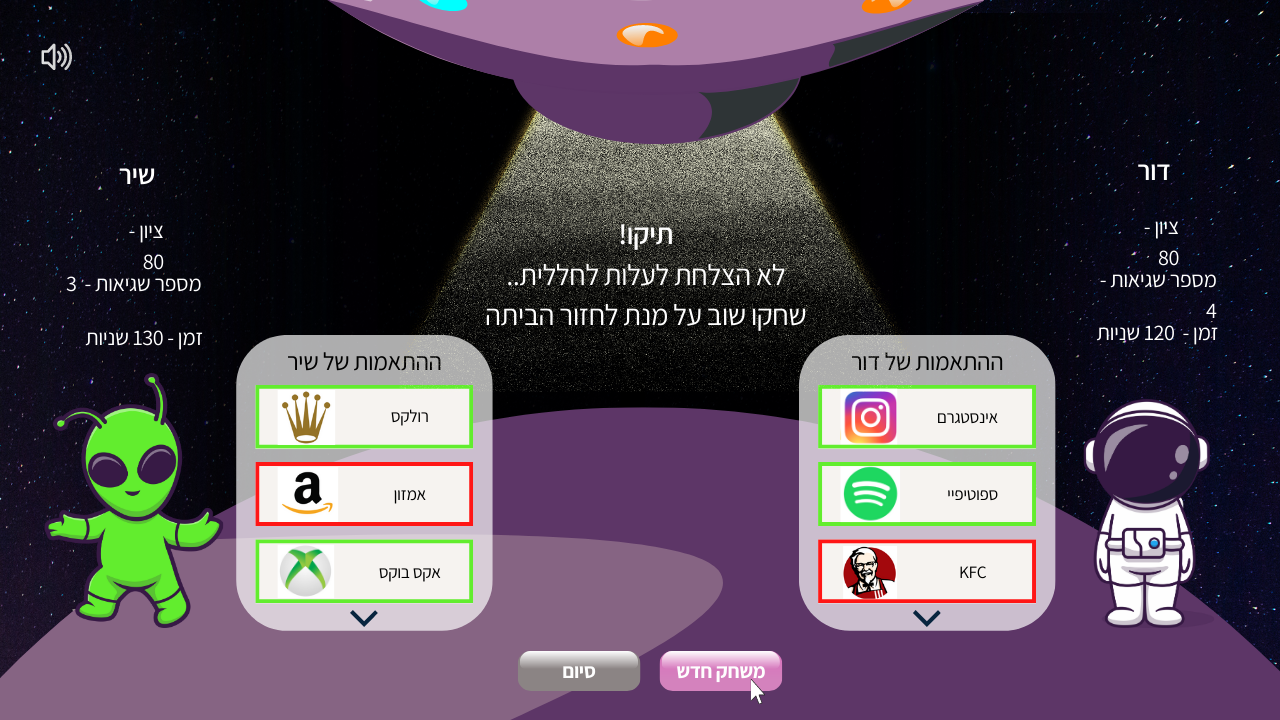 דור
ציון -
80
מספר שגיאות -
4
זמן - 120 שניות
שיר
ציון -
80
מספר שגיאות - 3
זמן - 130 שניות
תיקו!
לא הצלחת לעלות לחללית..
שחקו שוב על מנת לחזור הביתה
ההתאמות של דור
אינסטגרם
ספוטיפיי
KFC
ההתאמות של שיר
רולקס
אמזון
a
אקס בוקס
משחק חדש
סיום